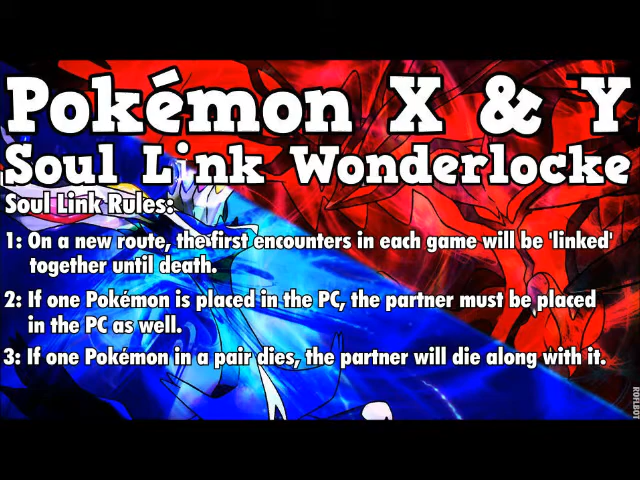 Pokémon X & Y
Soul Link Wonderlocke
Soul Link Rules:
1: On a new route, the first encounters in each game will be 'linked'
together until death.
2: If one Pokémon is placed in the PC, the partner must be placed
in the PC as well.
3: If one Pokémon in a pair dies, the partner will die along with it.
ROFLBOT